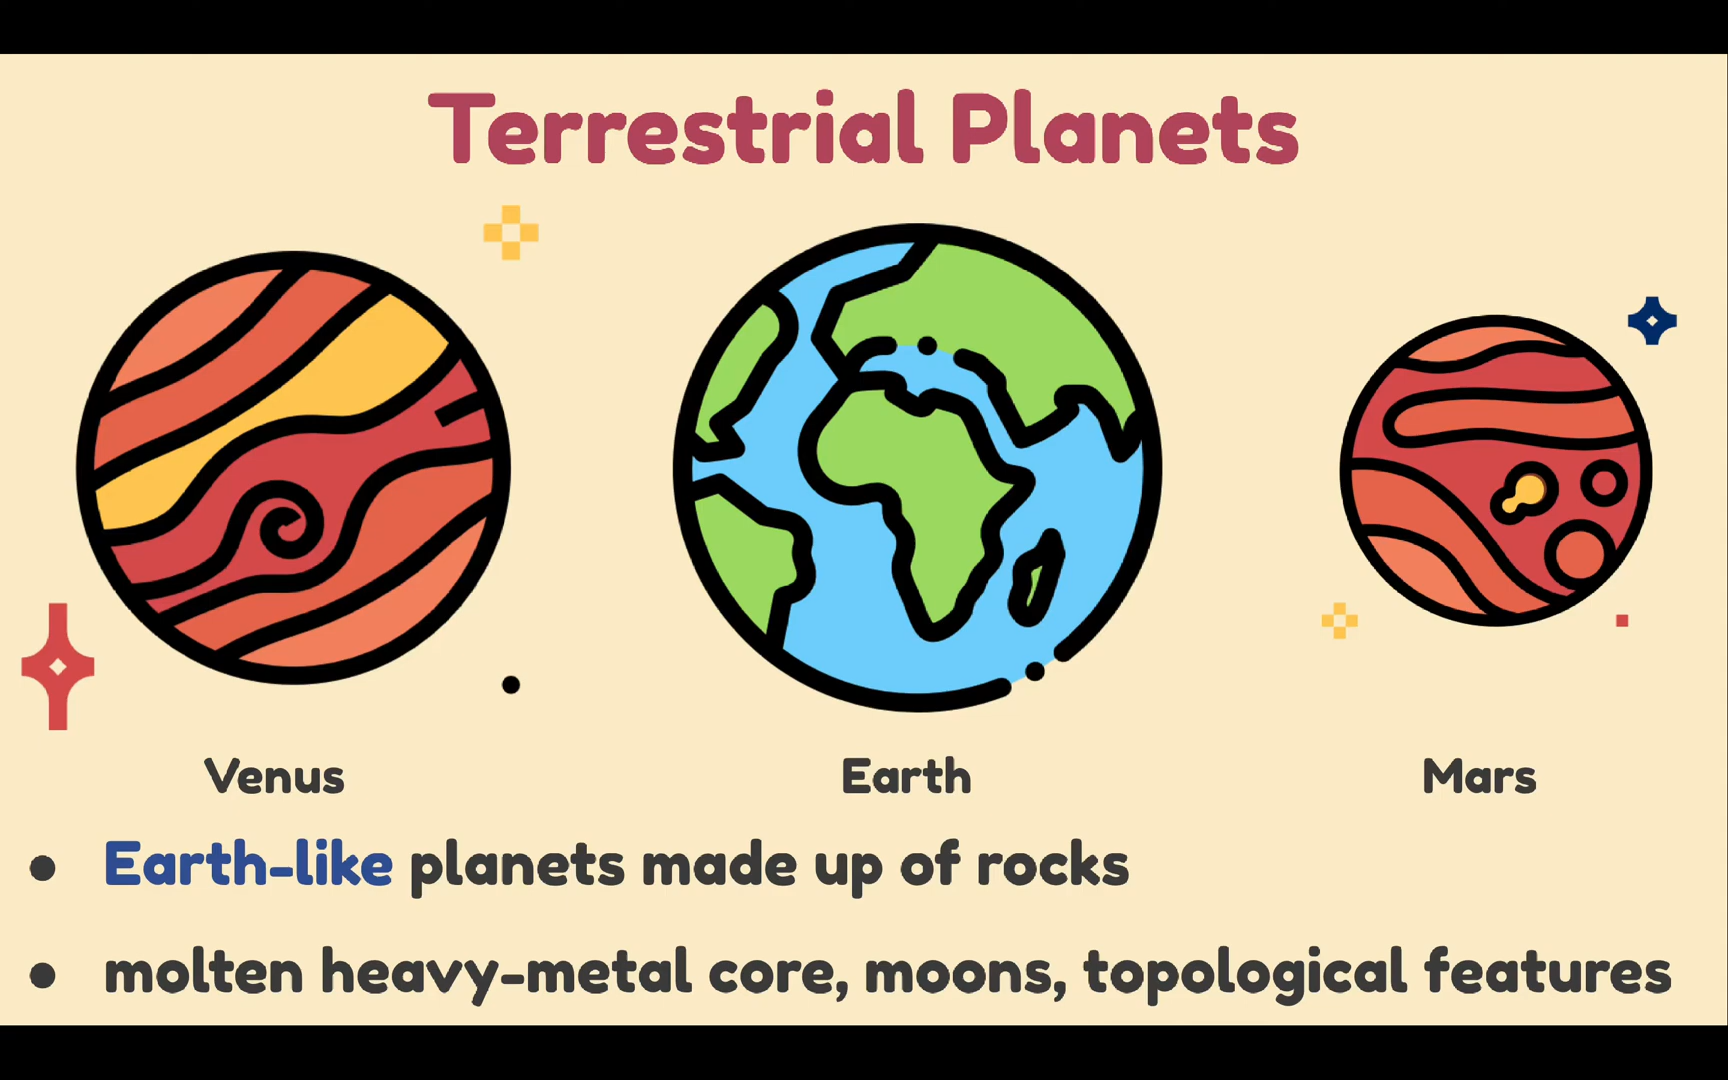 Terrestrial Planets
Venus
Earth
Mars
● Earth-like planets made up of rocks
● molten heavy-metal core, moons, topological features